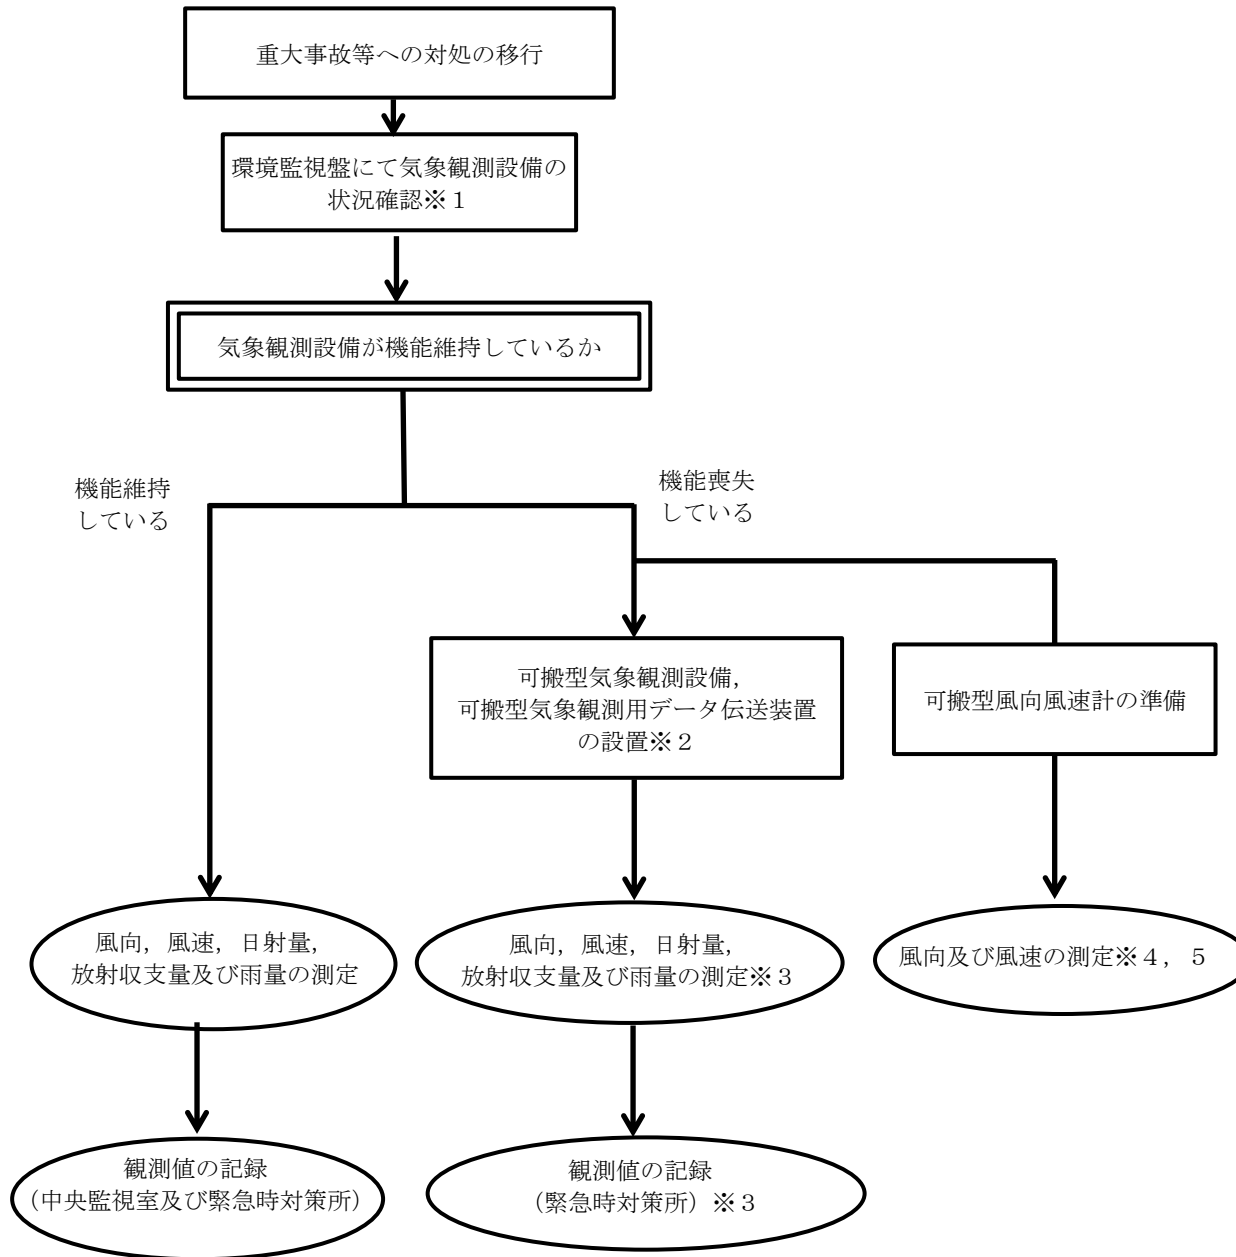 重大事故等への対処の移行
環境監視盤にて気象観測設備の
状況確認※１
気象観測設備が機能維持しているか
機能維持
している
機能喪失
している
可搬型気象観測設備，
可搬型気象観測用データ伝送装置
の設置※２
可搬型風向風速計の準備
風向，風速，日射量，
放射収支量及び雨量の測定
風向，風速，日射量，
放射収支量及び雨量の測定※３
風向及び風速の測定※４，５
観測値の記録
（中央監視室及び緊急時対策所）
観測値の記録
（緊急時対策所）※３